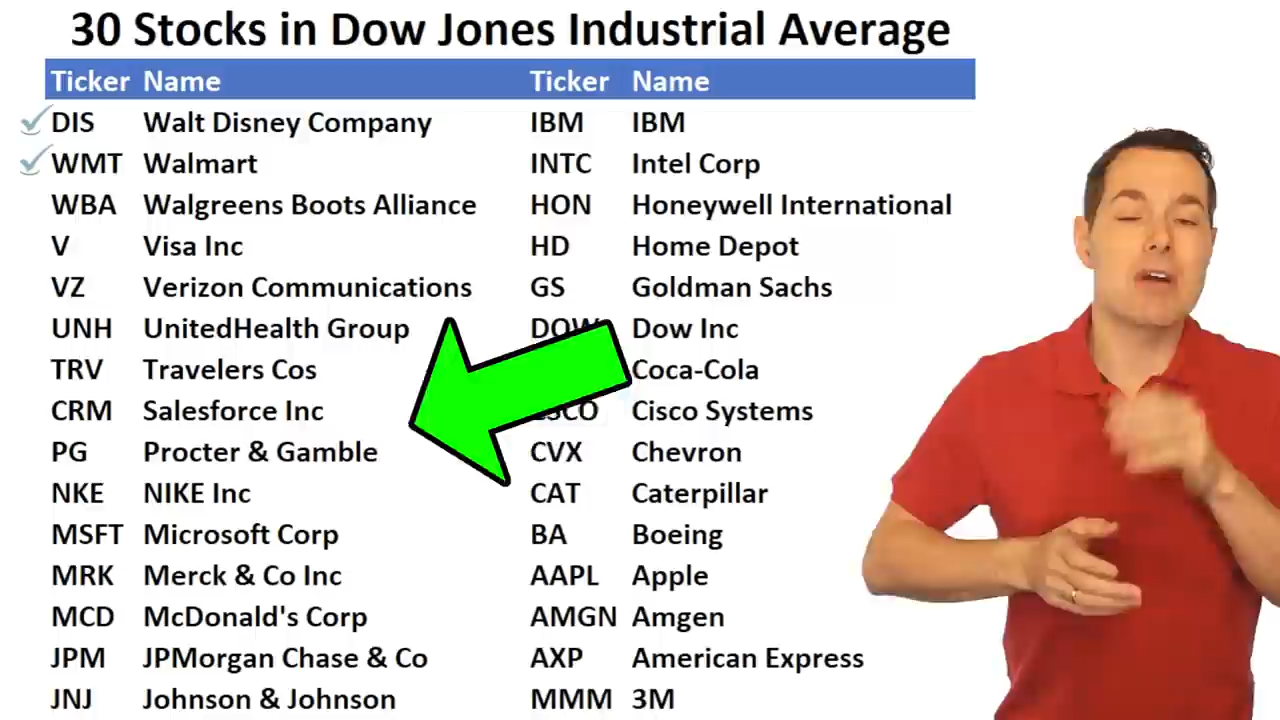 30 Stocks in Dow Jones Industrial Average
Ticker Name Ticker Name
DIS Walt Disney Company IBM IBM
WMT Walmart INTC Intel Corp
WBA Walgreens Boots Alliance HON Honeywell International
V Visa Inc HD Home Depot
VZ Verizon Communications GS Goldman Sachs
UNH UnitedHealth Group DOW Dow Inc
TRV Travelers Cos Coca-Cola
CRM Salesforce Inc Cisco Systems
PG Procter & Gamble CVX Chevron
NKE NIKE Inc CAT Caterpillar
MSFT Microsoft Corp BA Boeing
MRK Merck & Co Inc AAPL Apple
MCD McDonald's Corp AMGN Amgen
JPM JPMorgan Chase & Co AXP American Express
JNJ Johnson & Johnson MMM 3M